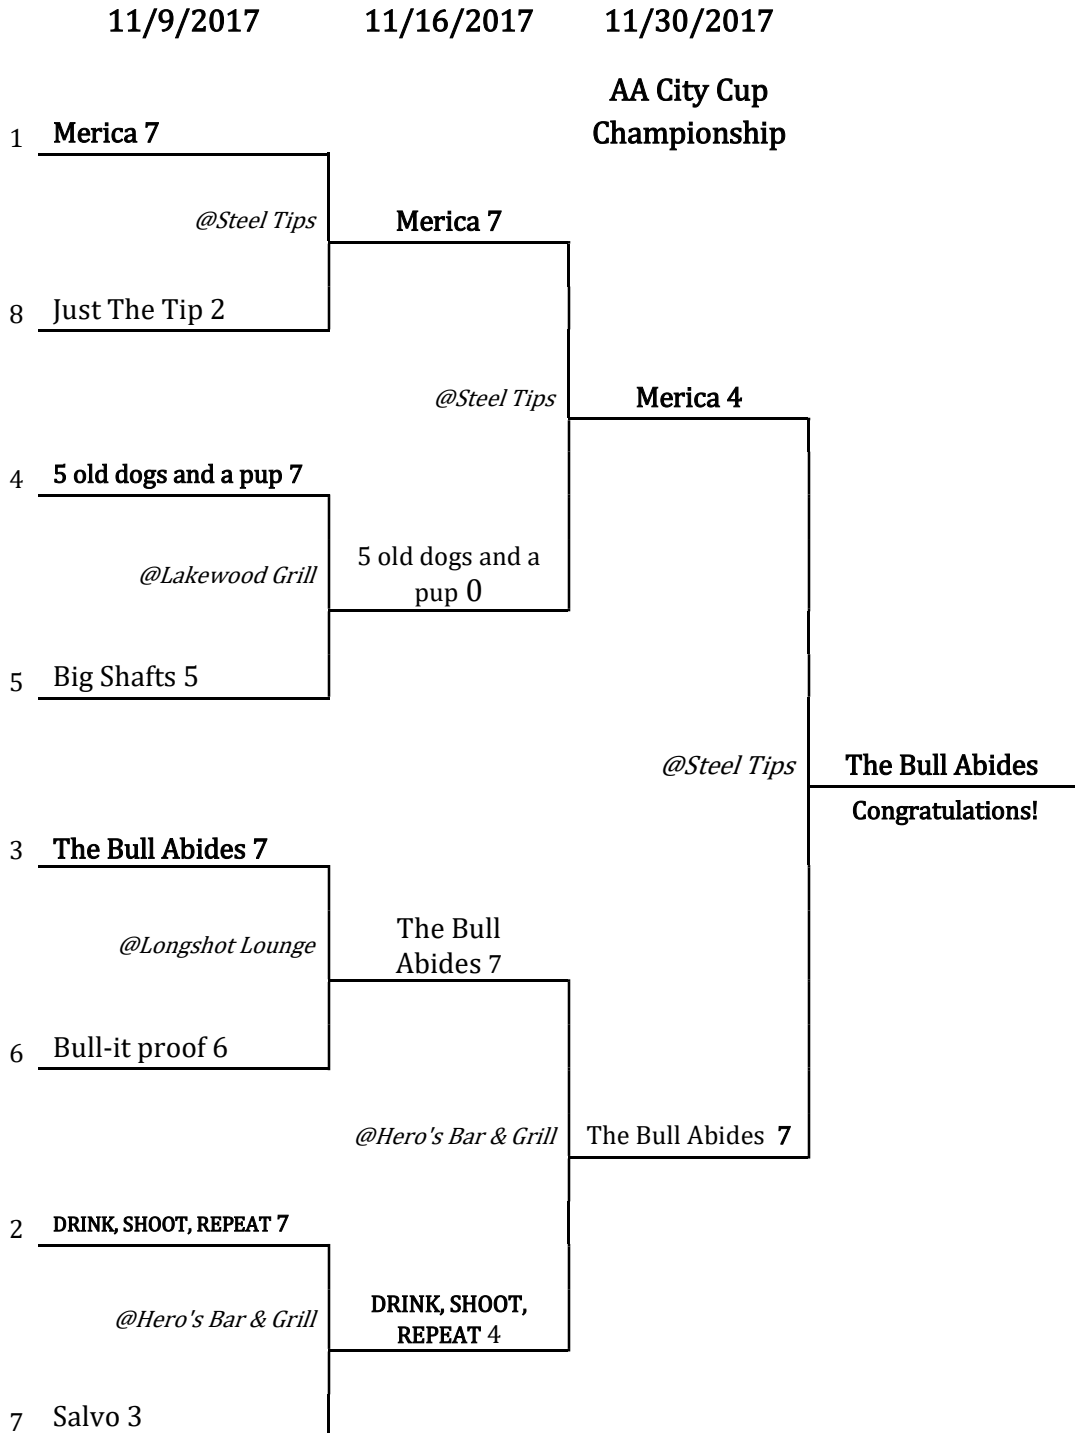 11/9/2017 11/16/2017 11/30/2017
AA City Cup
Championship
1 Merica 7
@Steel Tips
Merica 7
8 Just The Tip 2
@Steel Tips
Merica 4
4 5 old dogs and a pup 7
@Lakewood Grill
5 old dogs and a
pup 0
5 Big Shafts 5
@Steel Tips
The Bull Abides
Congratulations!
3 The Bull Abides 7
@Longshot Lounge
The Bull
Abides 7
6 Bull-it proof 6
@Hero's Bar & Grill
The Bull Abides 7
2 DRINK, SHOOT, REPEAT 7
@Hero's Bar & Grill
DRINK, SHOOT,
REPEAT 4
7 Salvo 3